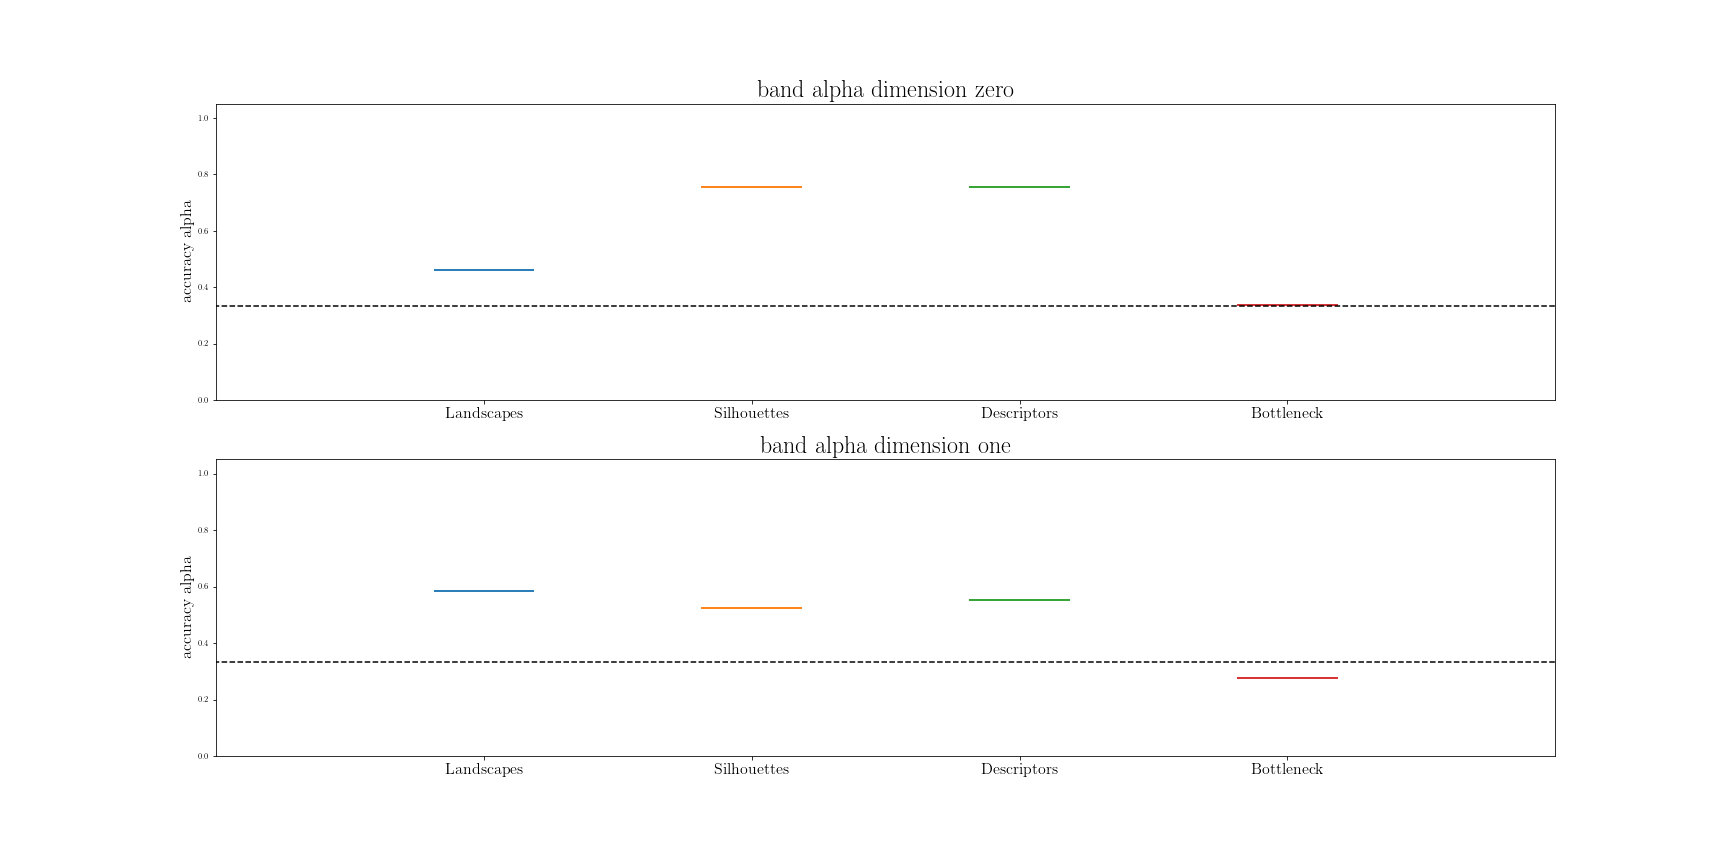 band alpha dimension zero
accuracy alpha
1.0
0.8
0.6
0.4
0.2
0.0
Landscapes Silhouettes Descriptors Bottleneck
band alpha dimension one
accuracy alpha
1.0
0.8
0.6
0.4
0.2
0.0
Landscapes Silhouettes Descriptors Bottleneck